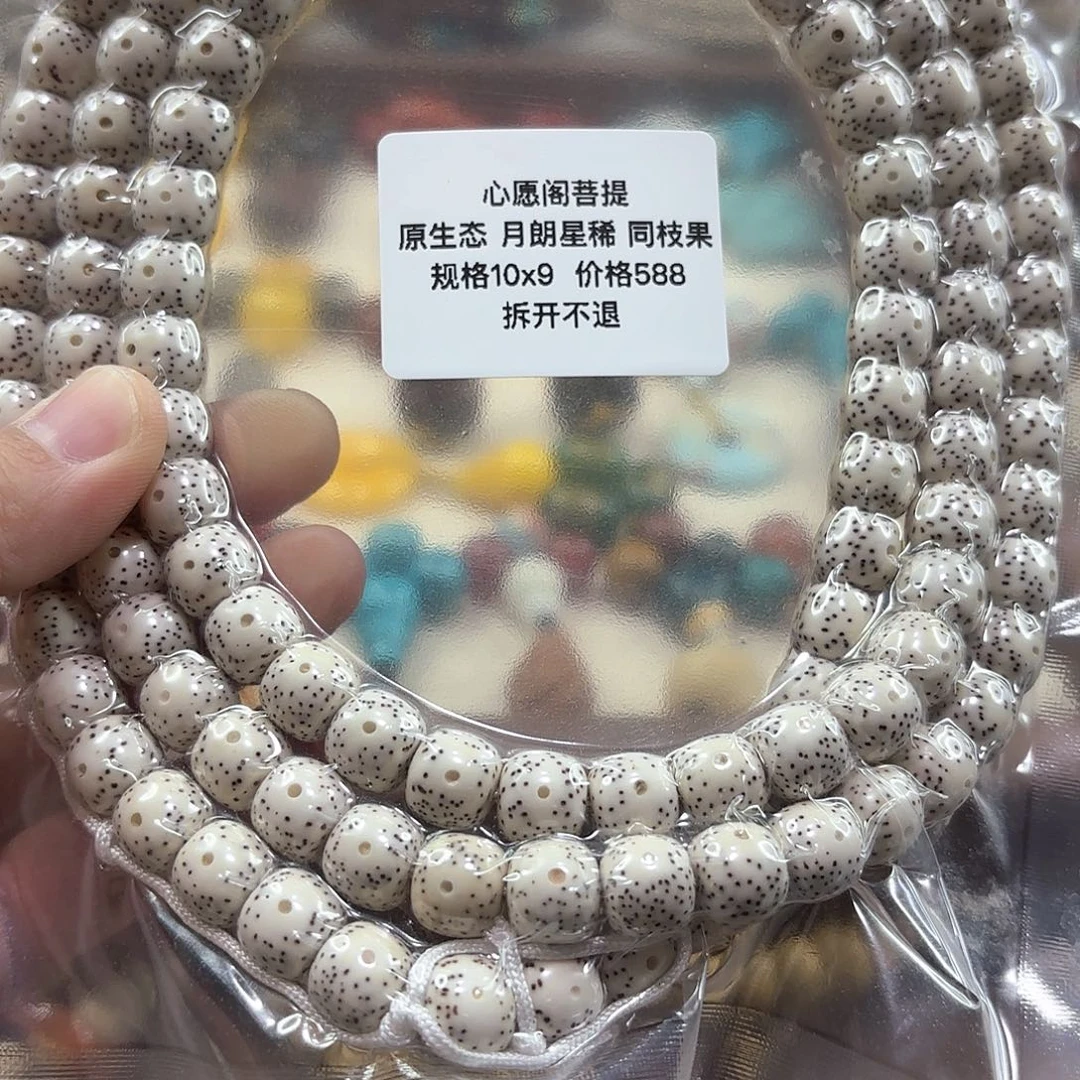 心愿阁菩提
原生态 月朗星稀 同枝果
规格10x9 价格588
拆开不退